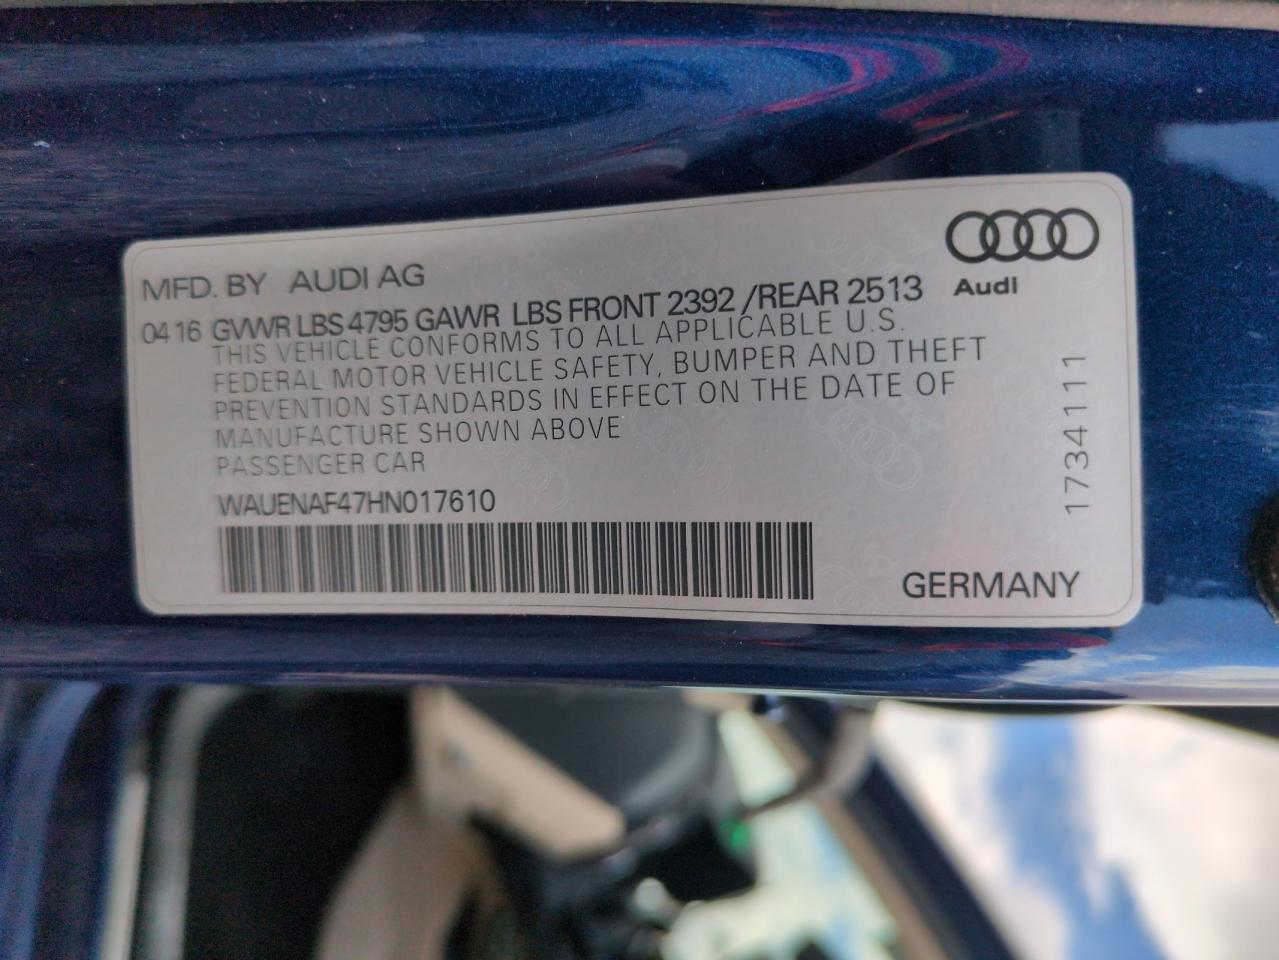 MFD. BY AUDI AG
Audi
04 16 GVWR LBS 4795 GAWR LBS FRONT 2392 /REAR 2513
THIS VEHICLE CONFORMS TO ALL APPLICABLE U.S.
FEDERAL MOTOR VEHICLE SAFETY, BUMPER AND THEFT
PREVENTION STANDARDS IN EFFECT ON THE DATE OF
MANUFACTURE SHOWN ABOVE
PASSENGER CAR
WAUENAF47HN017610
1734111
GERMANY